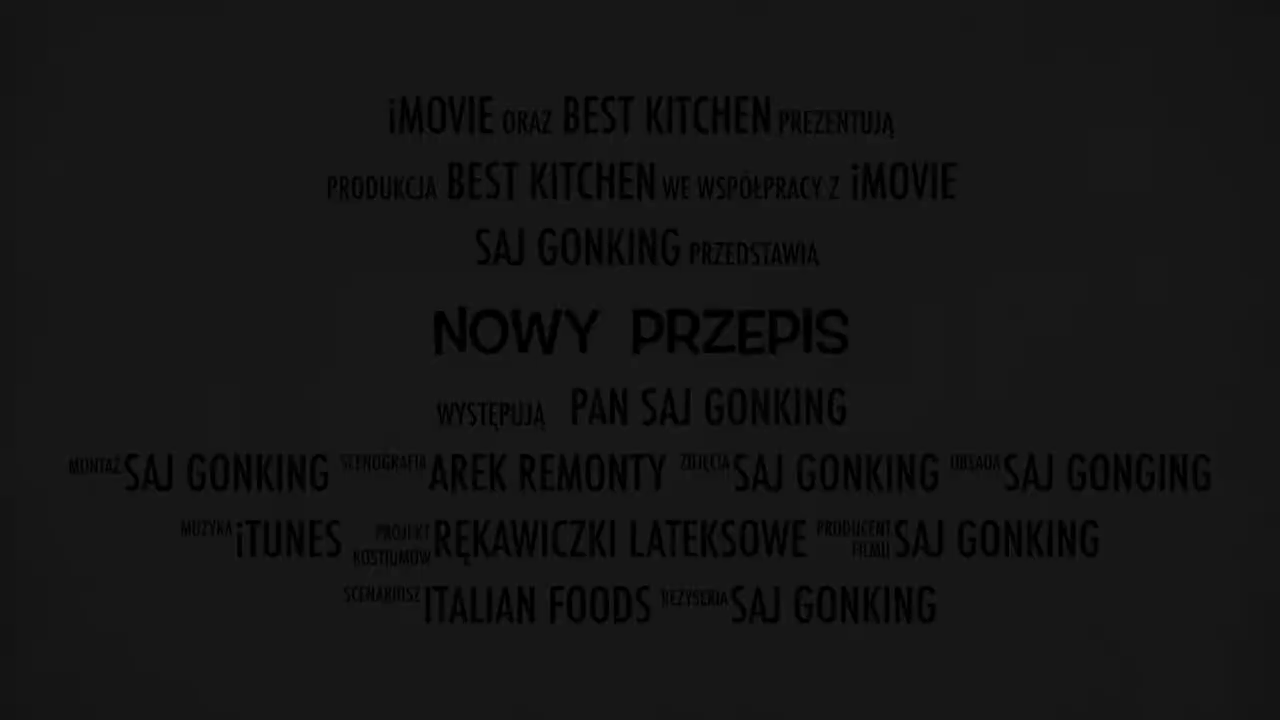 iMOVIE ORAZ BEST KITCHEN PREZENTUJĄ
PRODUKCJA BEST KITCHEN WE WSPÓŁPRACY Z iMOVIE
SAJ GONKING PRZEDSTAWIA
NOWY PRZEPIS
WYSTĘPUJĄ PAN SAJ GONKING
MONTAŻ SAJ GONKING SCENOGRAFIA AREK REMONTY ZDJĘCIA SAJ GONKING OBSADA SAJ GONGING
MUZYKA iTUNES PROJEKT KOSTIUMÓW RĘKAWICZKI LATEKSOWE PRODUCENT FILMU SAJ GONKING
SCENARIUSZ ITALIAN FOODS REŻYSERIA SAJ GONKING